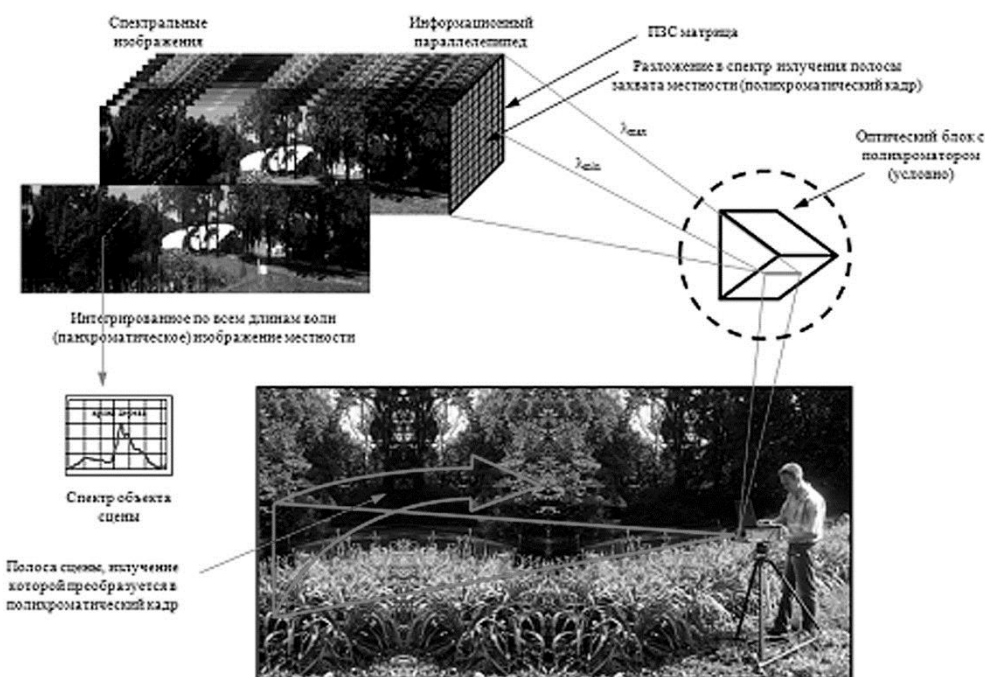 Спектральные
изображения
Информационный
параллелепипед
ПЗС матрица
Разложение в спектр излучения полосы
захвата местности (полихроматический кадр)
λmax
λmin
Оптический блок с
полихроматором
(условно)
Интегрированное по всем длинам волн
(панхроматическое) изображение местности
Спектр объекта
сцены
Полоса сцены, излучение
которой преобразуется в
полихроматический кадр